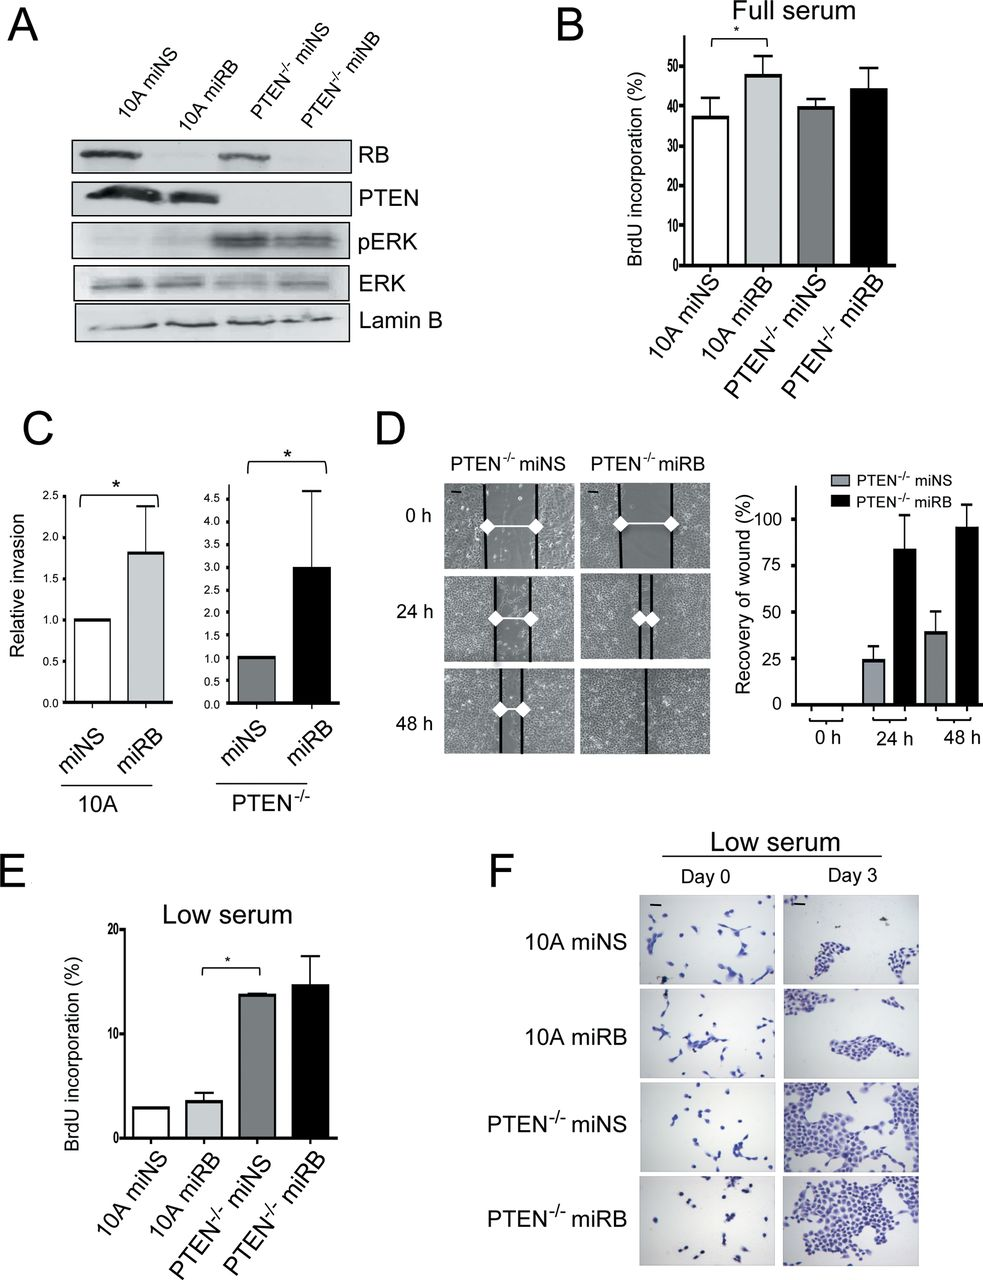 A
10A miNS
10A miRB
PTEN-/- miNS
PTEN-/- miNB
RB
PTEN
pERK
ERK
Lamin B
B
Full serum
*
BrdU incorporation (%)
50
40
30
20
10
0
10A miNS
10A miRB
PTEN-/- miNS
PTEN-/- miRB
C
Relative invasion
*
2.5
2.0
1.5
1.0
0.5
0.0
miNS
miRB
10A
*
4.5
4.0
3.5
3.0
2.5
2.0
1.5
1.0
0.5
0.0
miNS
miRB
PTEN-/-
D
PTEN-/- miNS
PTEN-/- miRB
0 h
24 h
48 h
PTEN-/- miNS
PTEN-/- miRB
Recovery of wound (%)
100
75
50
25
0
0 h
24 h
48 h
E
Low serum
*
BrdU incorporation (%)
20
10
0
10A miNS
10A miRB
PTEN-/- miNS
PTEN-/- miRB
F
Low serum
Day 0
Day 3
10A miNS
10A miRB
PTEN-/- miNS
PTEN-/- miRB